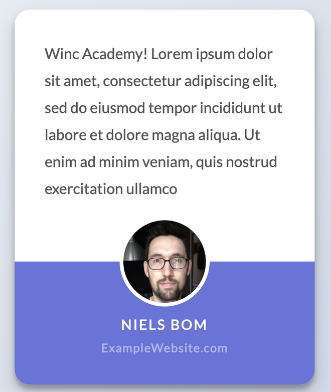 Winc Academy! Lorem ipsum dolor
sit amet, consectetur adipiscing elit,
sed do eiusmod tempor incididunt ut
labore et dolore magna aliqua. Ut
enim ad minim veniam, quis nostrud
exercitation ullamco
NIELS BOM
ExampleWebsite.com